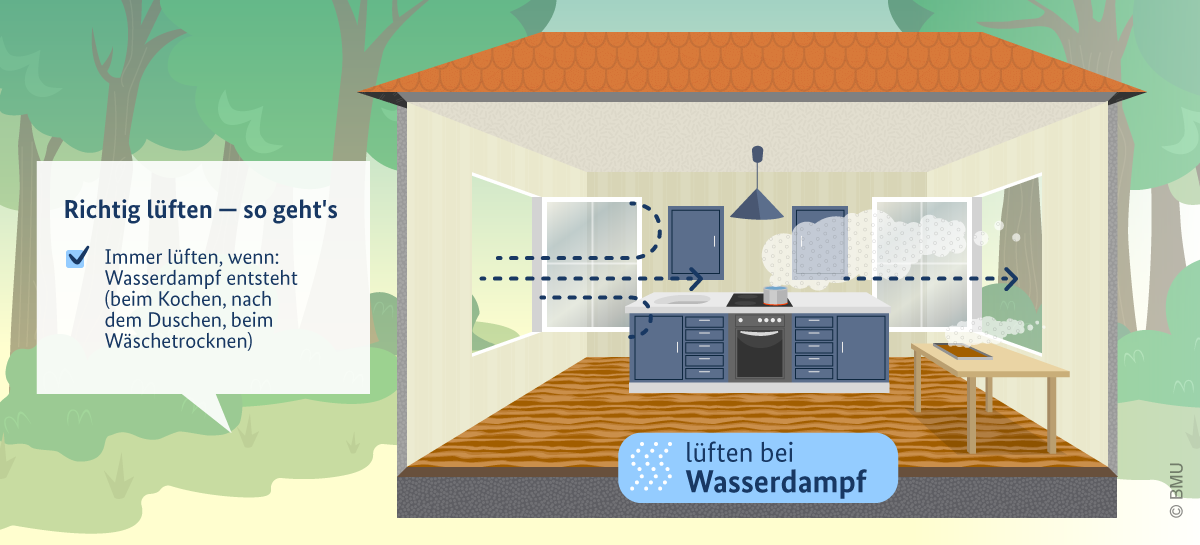 Richtig lüften — so geht's
Immer lüften, wenn:
Wasserdampf entsteht
(beim Kochen, nach
dem Duschen, beim
Wäschetrocknen)
lüften bei
Wasserdampf
© BMU